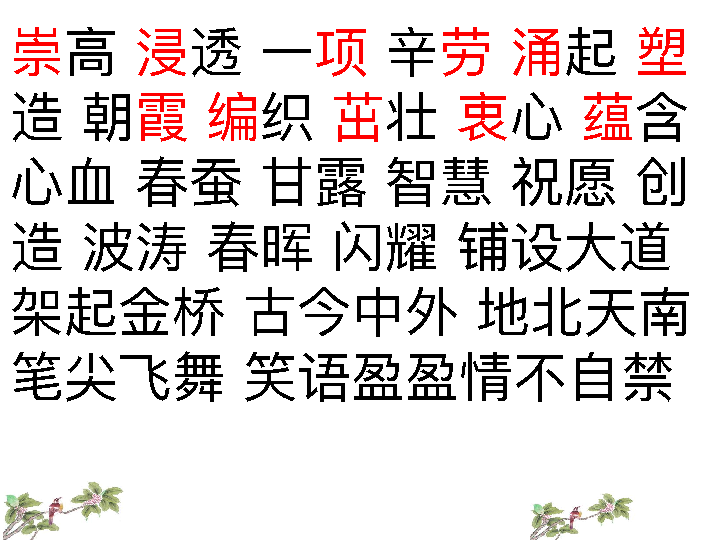 崇高 浸透 一项 辛劳 涌起 塑
造 朝霞 编织 茁壮 衷心 蕴含
心血 春蚕 甘露 智慧 祝愿 创
造 波涛 春晖 闪耀 铺设大道
架起金桥 古今中外 地北天南
笔尖飞舞 笑语盈盈情不自禁